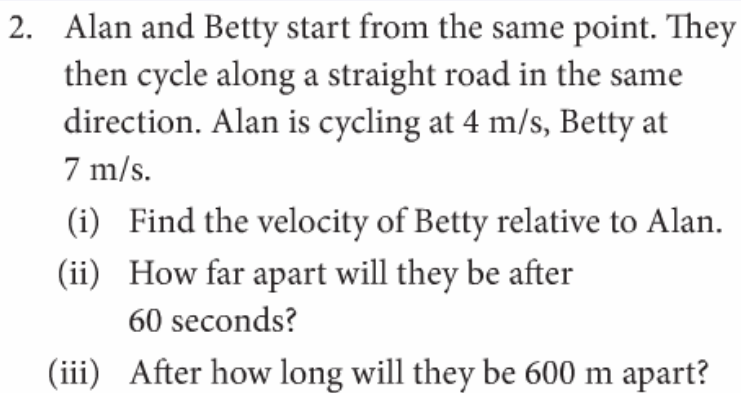 2. Alan and Betty start from the same point. They
then cycle along a straight road in the same
direction. Alan is cycling at 4 m/s, Betty at
7 m/s.
(i) Find the velocity of Betty relative to Alan.
(ii) How far apart will they be after
60 seconds?
(iii) After how long will they be 600 m apart?